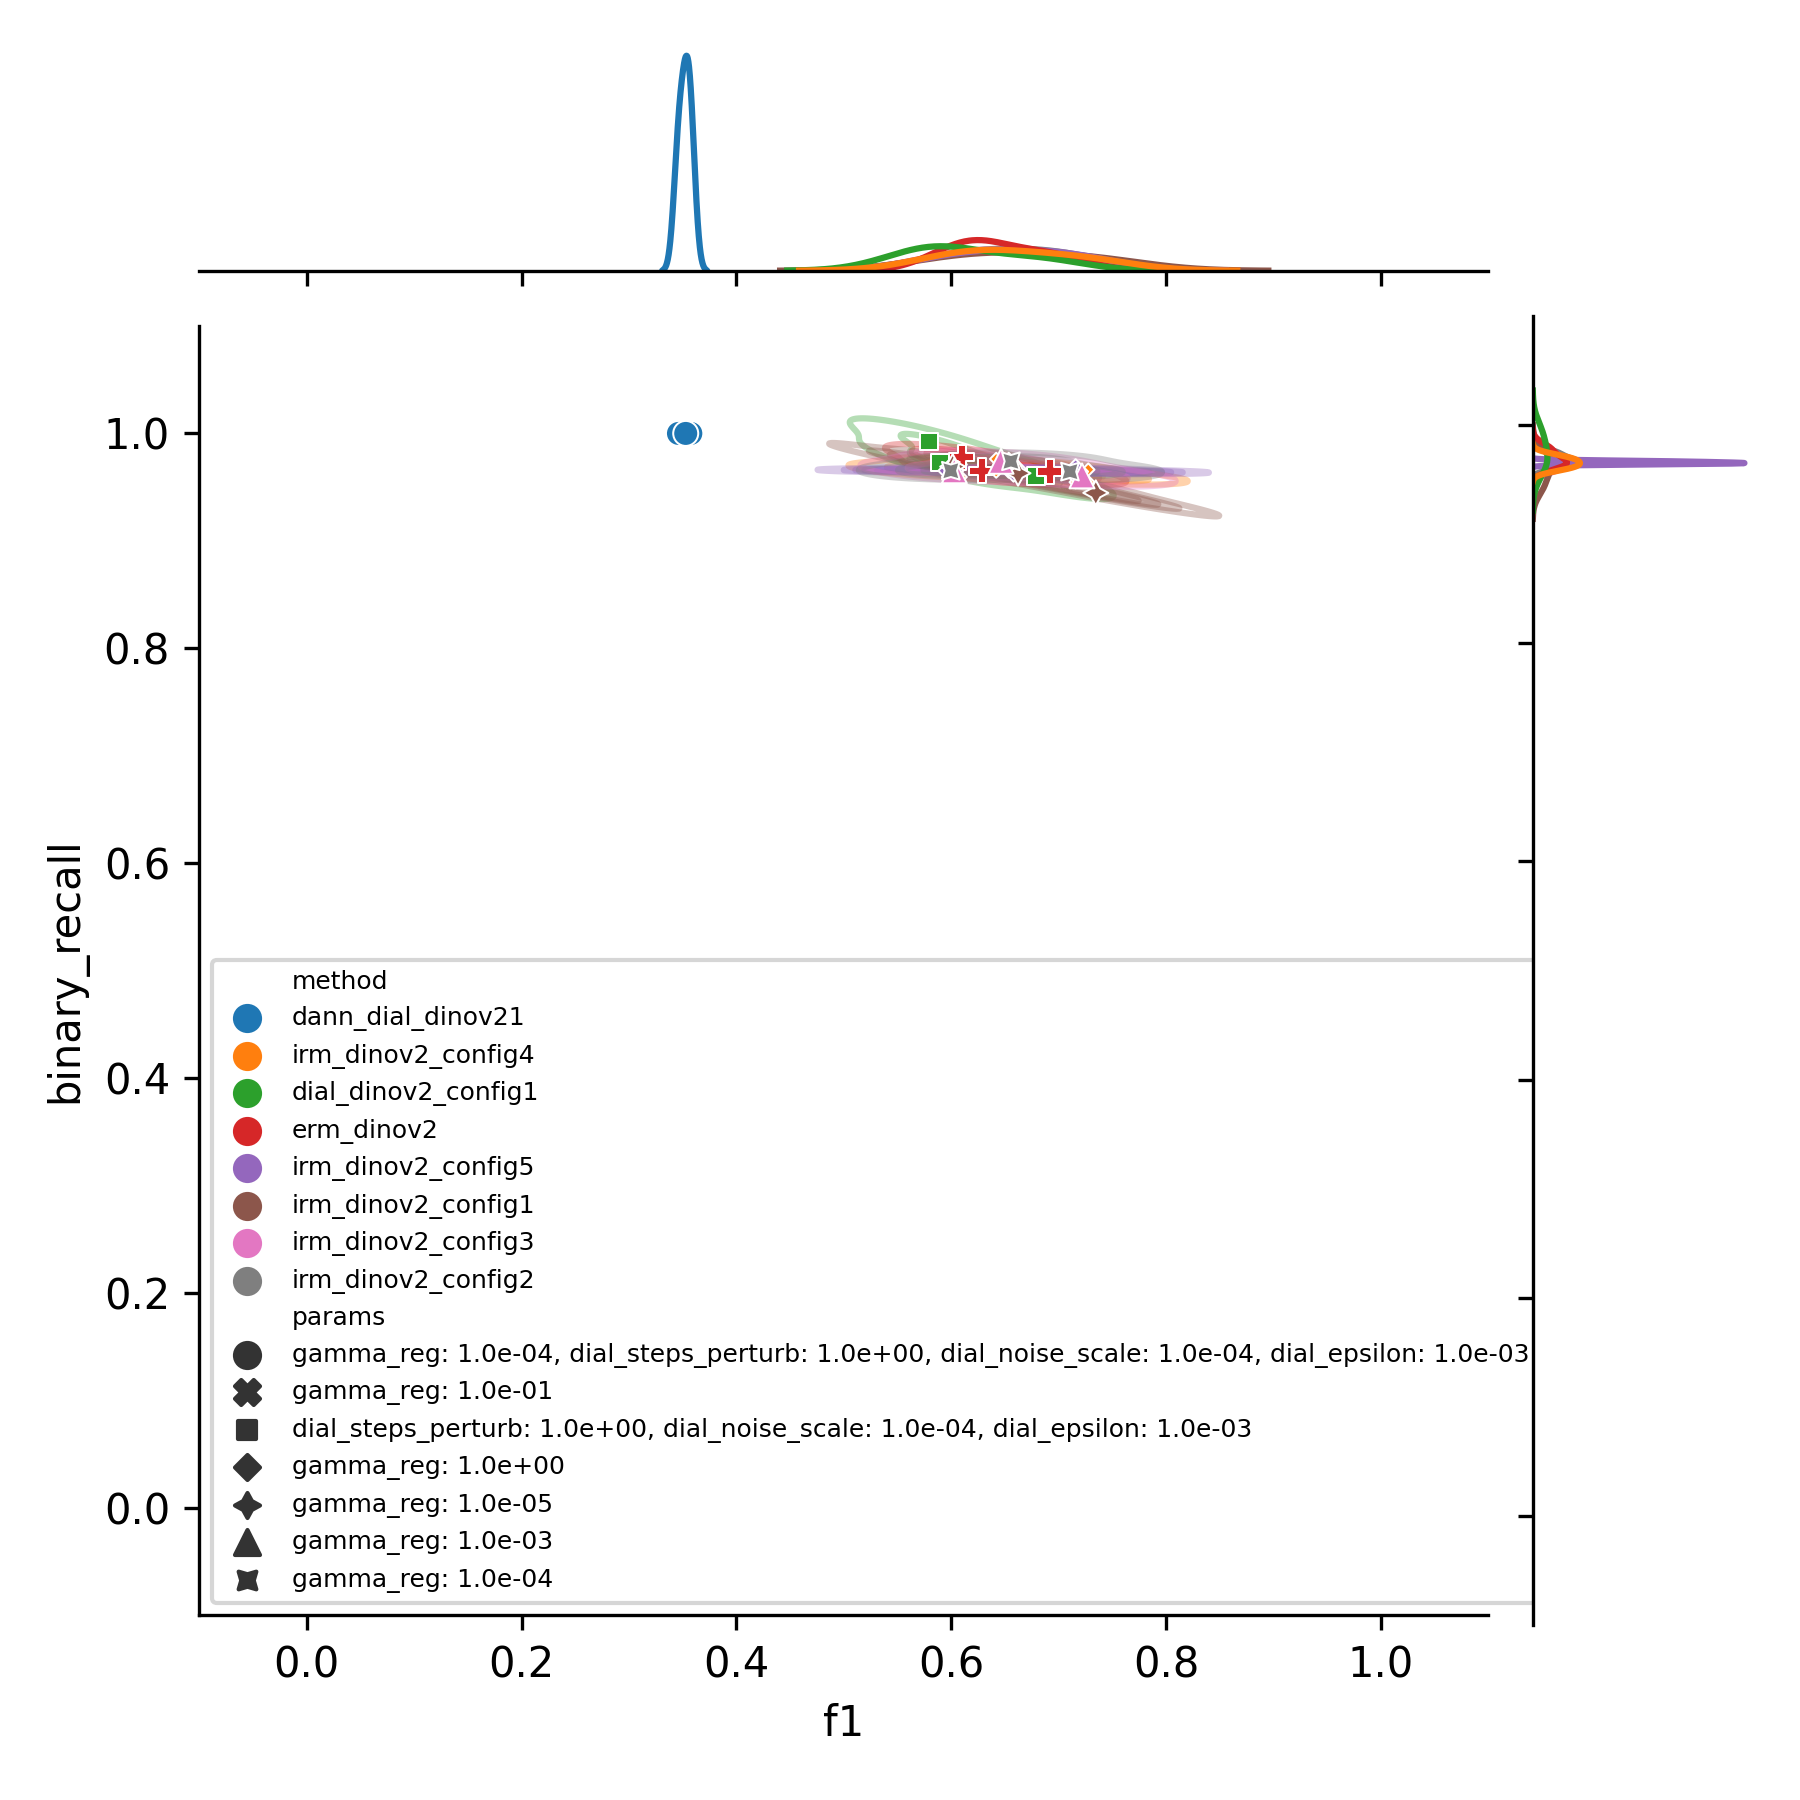 1.0
0.8
0.6
0.4
0.2
0.0
binary_recall
method
dann_dial_dinov21
irm_dinov2_config4
dial_dinov2_config1
erm_dinov2
irm_dinov2_config5
irm_dinov2_config1
irm_dinov2_config3
irm_dinov2_config2
params
gamma_reg: 1.0e-04, dial_steps_perturb: 1.0e+00, dial_noise_scale: 1.0e-04, dial_epsilon: 1.0e-03
gamma_reg: 1.0e-01
dial_steps_perturb: 1.0e+00, dial_noise_scale: 1.0e-04, dial_epsilon: 1.0e-03
gamma_reg: 1.0e+00
gamma_reg: 1.0e-05
gamma_reg: 1.0e-03
gamma_reg: 1.0e-04
0.0 0.2 0.4 0.6 0.8 1.0
f1